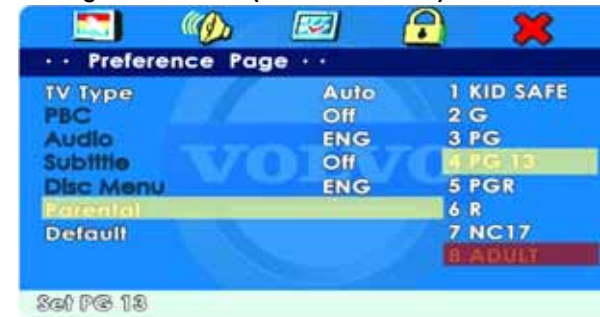 · · Preference Page · ·
TV Type Auto 1 KID SAFE
PBC Off 2 G
Audio ENG 3 PG
Subtitle Off 4 PG 13
Disc Menu ENG 5 PGR
Parental 6 R
Default 7 NC17
8 ADULT
VOLVO
Set PG 13